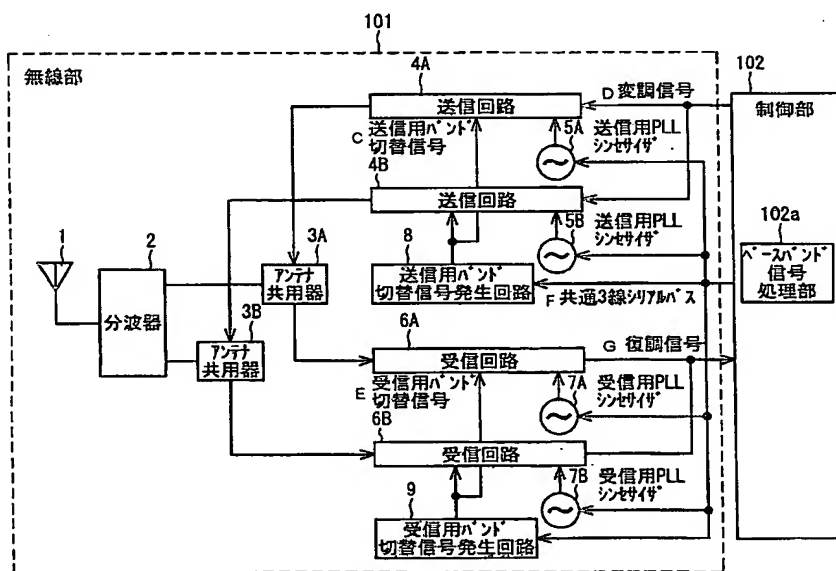 101
無線部
4A
送信回路
D 変調信号
102
制御部
C 送信用バンド
切替信号
5A
送信用PLL
シンセサイザ
4B
送信回路
5B
送信用PLL
シンセサイザ
102a
ベースバンド
信号
処理部
1
2
分波器
3A
アンテナ
共用器
8
送信用バンド
切替信号発生回路
F 共通3線シリアルバス
3B
アンテナ
共用器
6A
受信回路
G 復調信号
E 受信用バンド
切替信号
7A
受信用PLL
シンセサイザ
6B
受信回路
7B
受信用PLL
シンセサイザ
9
受信用バンド
切替信号発生回路